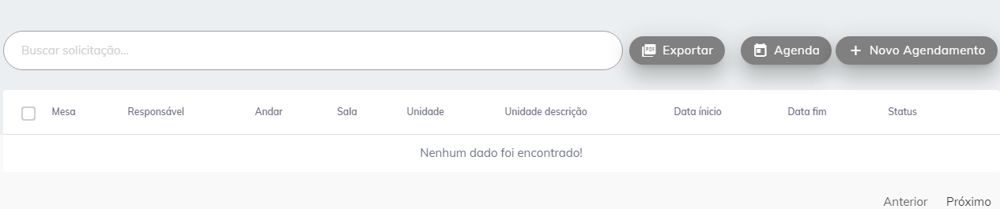 Buscar solicitação...
Exportar
Agenda
Novo Agendamento
Mesa Responsável Andar Sala Unidade Unidade descrição Data ínicio Data fim Status
Nenhum dado foi encontrado!
Anterior Próximo